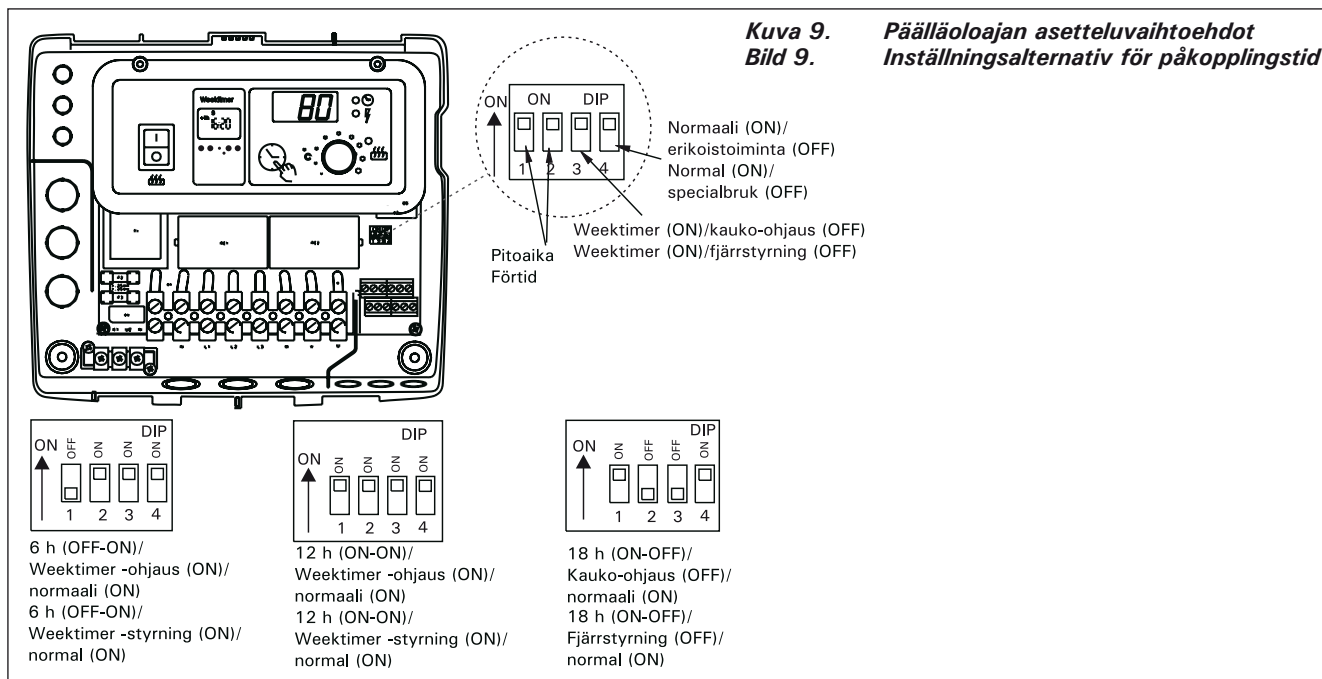 Kuva 9. Päälläoloajan asetteluvaihtoehdot
Bild 9. Inställningsalternativ för påkopplingstid
Weektimer
16:20
80
°C
ON
ON DIP
1 2 3 4
Normaali (ON)/
erikoistoiminta (OFF)
Normal (ON)/
specialbruk (OFF)
Weektimer (ON)/kauko-ohjaus (OFF)
Weektimer (ON)/fjärrstyrning (OFF)
Pitoaika
Förtid
DIP
ON
OFF ON ON ON
1 2 3 4
6 h (OFF-ON)/
Weektimer -ohjaus (ON)/
normaali (ON)
6 h (OFF-ON)/
Weektimer -styrning (ON)/
normal (ON)
DIP
ON
ON ON ON ON
1 2 3 4
12 h (ON-ON)/
Weektimer -ohjaus (ON)/
normaali (ON)
12 h (ON-ON)/
Weektimer -styrning (ON)/
normal (ON)
DIP
ON
ON OFF OFF ON
1 2 3 4
18 h (ON-OFF)/
Kauko-ohjaus (OFF)/
normaali (ON)
18 h (ON-OFF)/
Fjärrstyrning (OFF)/
normal (ON)